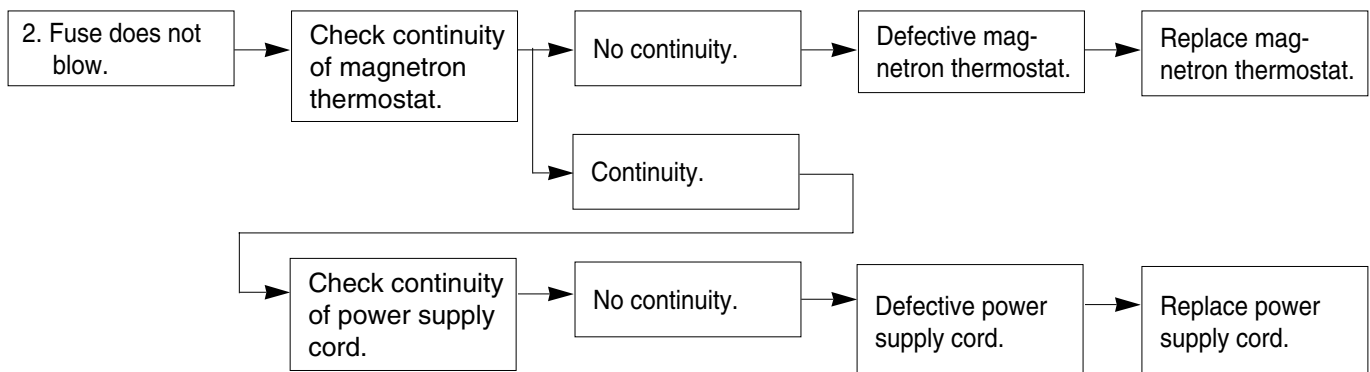 2. Fuse does not
blow.
Check continuity
of magnetron
thermostat.
No continuity.
Defective mag-
netron thermostat.
Replace mag-
netron thermostat.
Continuity.
Check continuity
of power supply
cord.
No continuity.
Defective power
supply cord.
Replace power
supply cord.